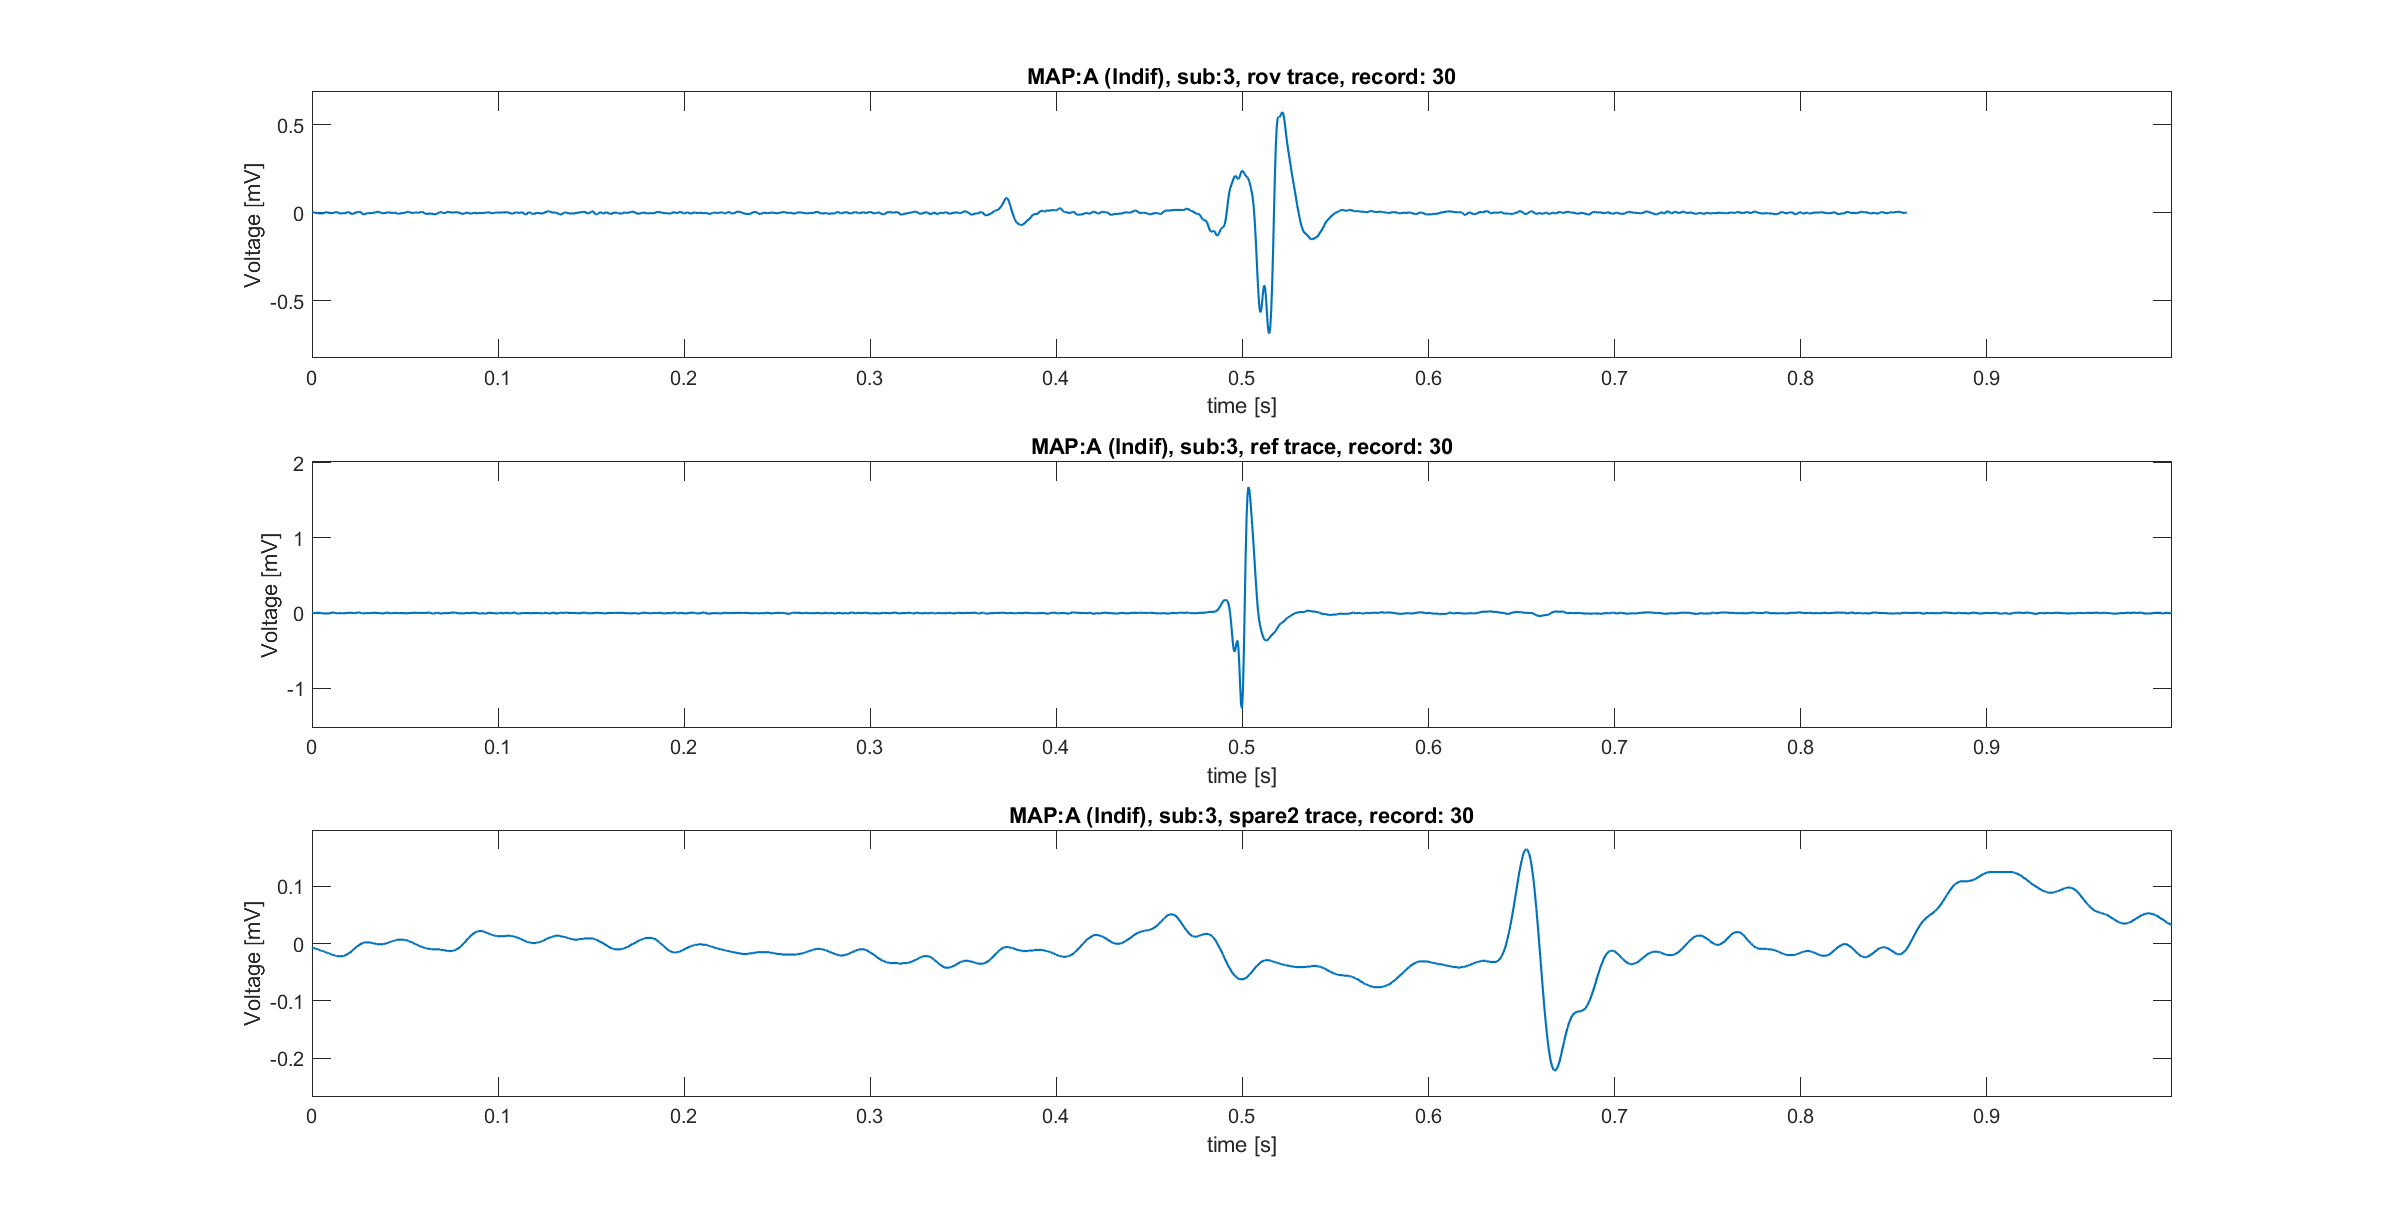 MAP:A (Indif), sub:3, rov trace, record: 30
0.5
0
-0.5
Voltage [mV]
0 0.1 0.2 0.3 0.4 0.5 0.6 0.7 0.8 0.9
time [s]
MAP:A (Indif), sub:3, ref trace, record: 30
2
1
0
-1
Voltage [mV]
0 0.1 0.2 0.3 0.4 0.5 0.6 0.7 0.8 0.9
time [s]
MAP:A (Indif), sub:3, spare2 trace, record: 30
0.1
0
-0.1
-0.2
Voltage [mV]
0 0.1 0.2 0.3 0.4 0.5 0.6 0.7 0.8 0.9
time [s]